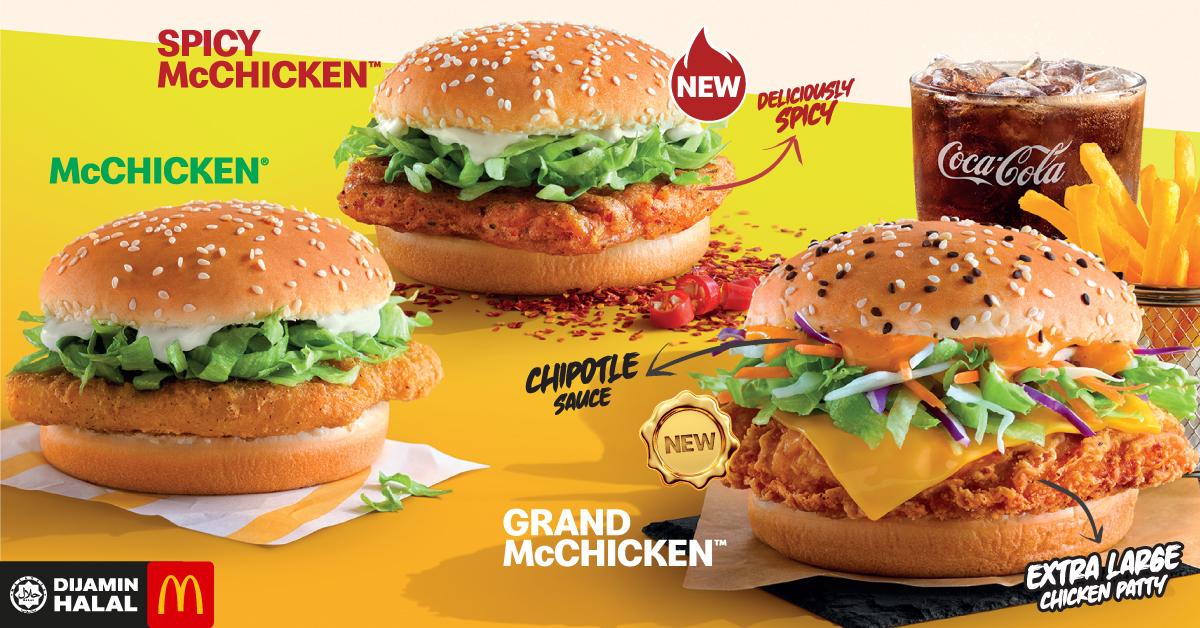 SPICY
McCHICKEN™
NEW
DELICIOUSLY
SPICY
McCHICKEN®
Coca-Cola
CHIPOTLE
SAUCE
NEW
GRAND
McCHICKEN™
EXTRA LARGE
CHICKEN PATTY
DIJAMIN
HALAL